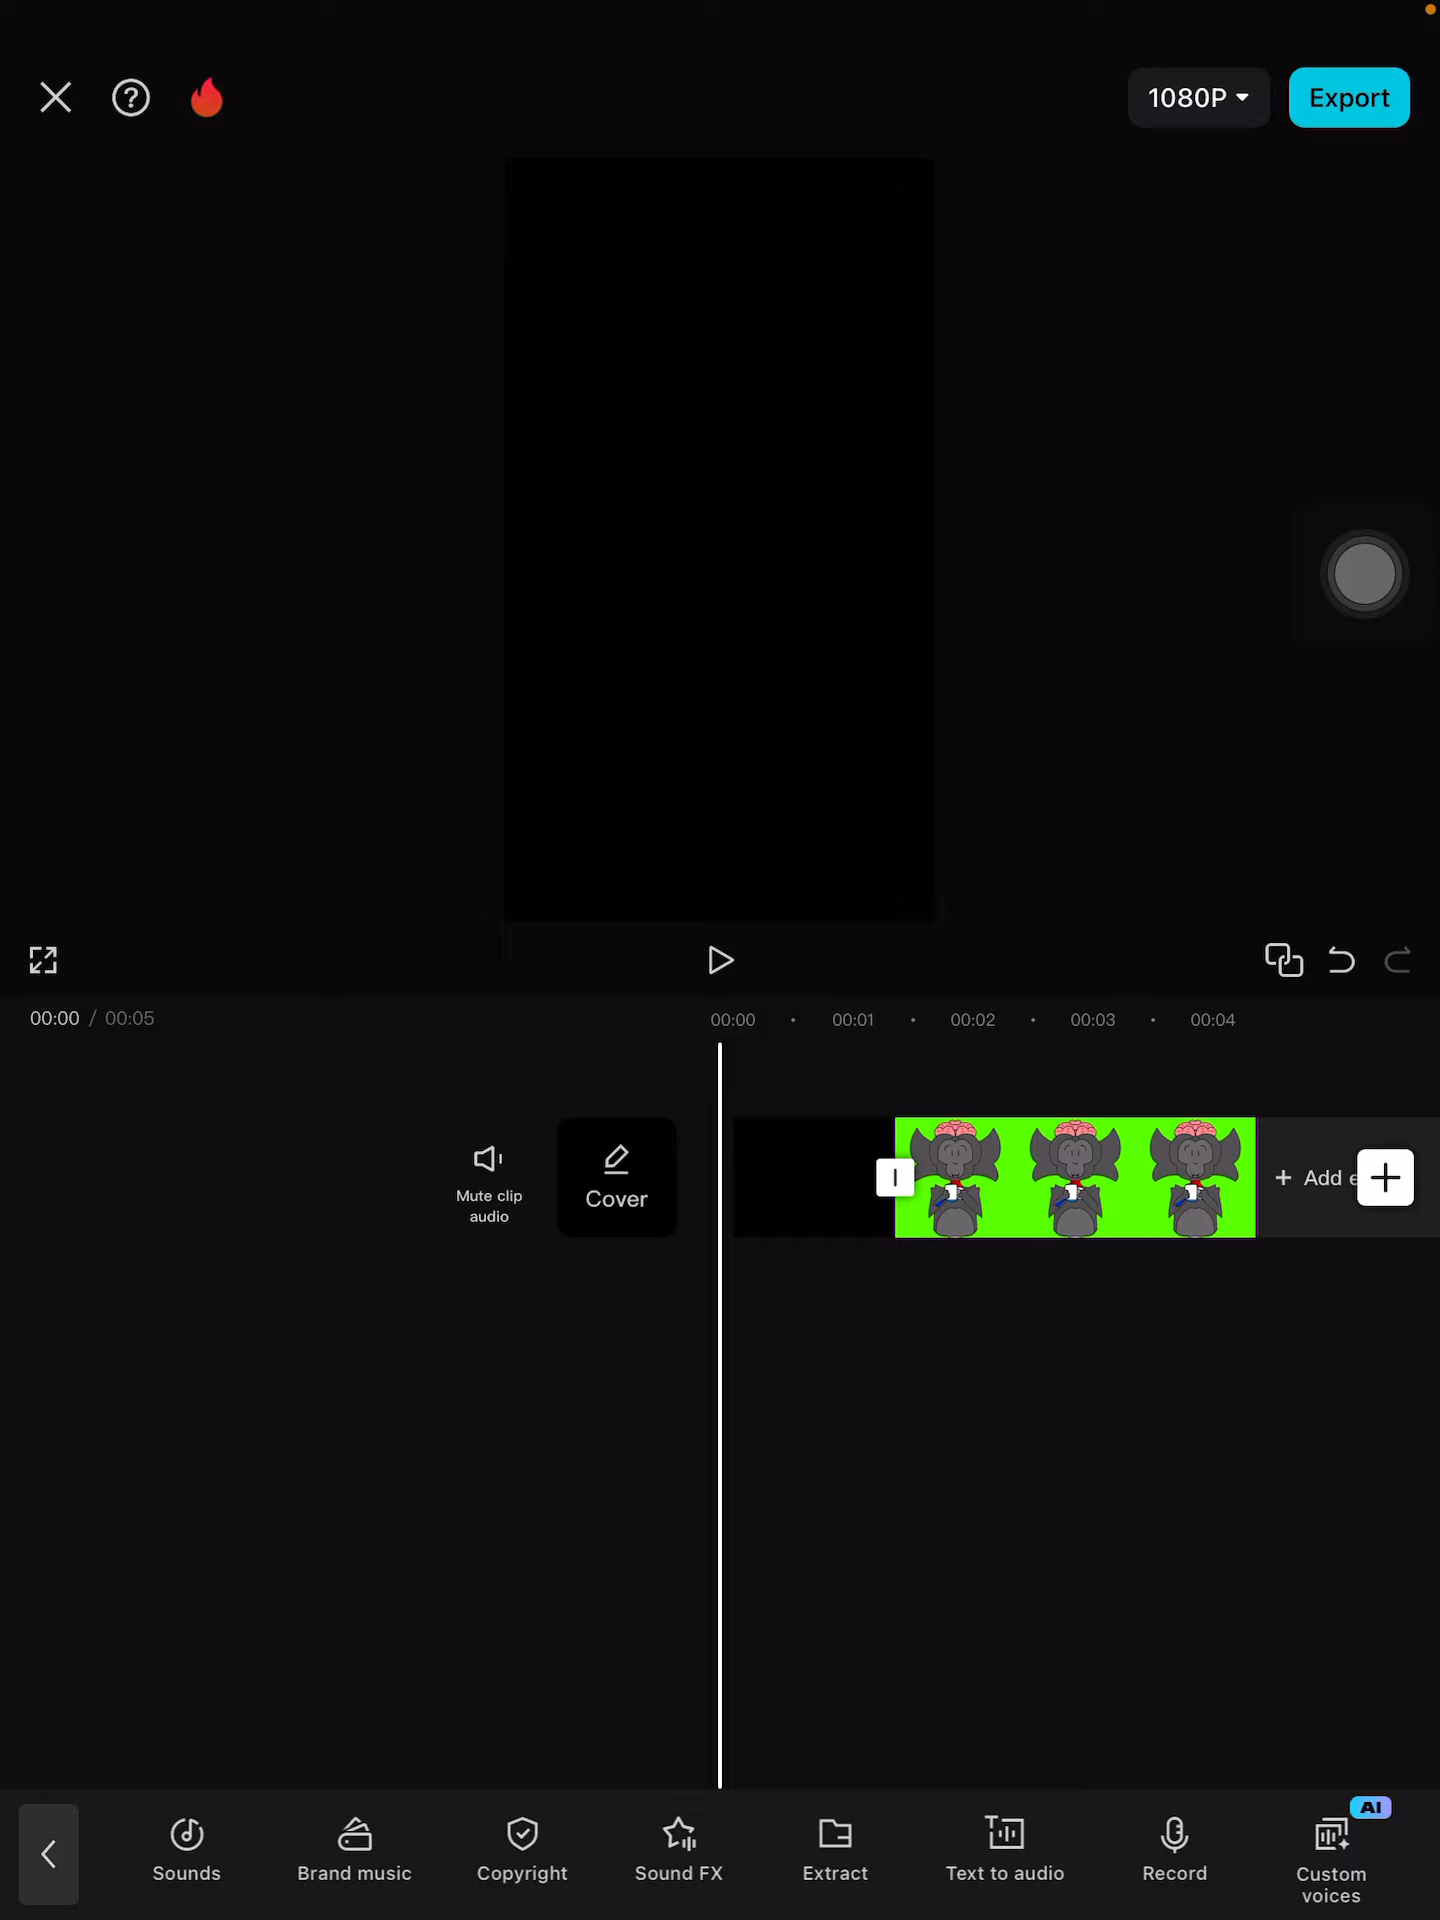 1080P
Export
00:00 / 00:05
00:00 00:01 00:02 00:03 00:04
Mute clip
audio
Cover
+ Add e
AI
Sounds
Brand music
Copyright
Sound FX
Extract
Text to audio
Record
Custom
voices